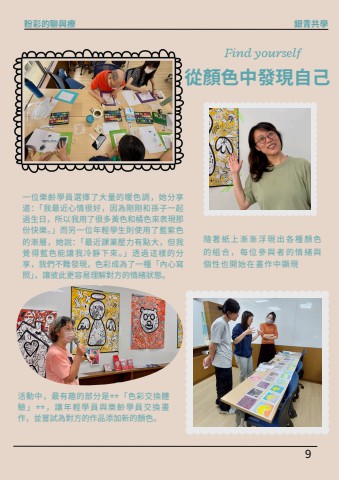 粉彩的聊與療
銀青共學
Find yourself
從顏色中發現自己
一位樂齡學員選擇了大量的暖色調，她分享
道：「我最近心情很好，因為剛剛和孫子一起
過生日，所以我用了很多黃色和橘色來表現那
份快樂。」而另一位年輕學生則使用了藍紫色
的漸層，她說：「最近課業壓力有點大，但我
覺得藍色能讓我冷靜下來。」透過這樣的分
享，我們不難發現，色彩成為了一種「內心寫
照」，讓彼此更容易理解對方的情緒狀態。
隨著紙上漸漸浮現出各種顏色
的組合，每位參與者的情緒與
個性也開始在畫作中顯現
活動中，最有趣的部分是**「色彩交換體
驗」**，讓年輕學員與樂齡學員交換畫
作，並嘗試為對方的作品添加新的顏色。
9